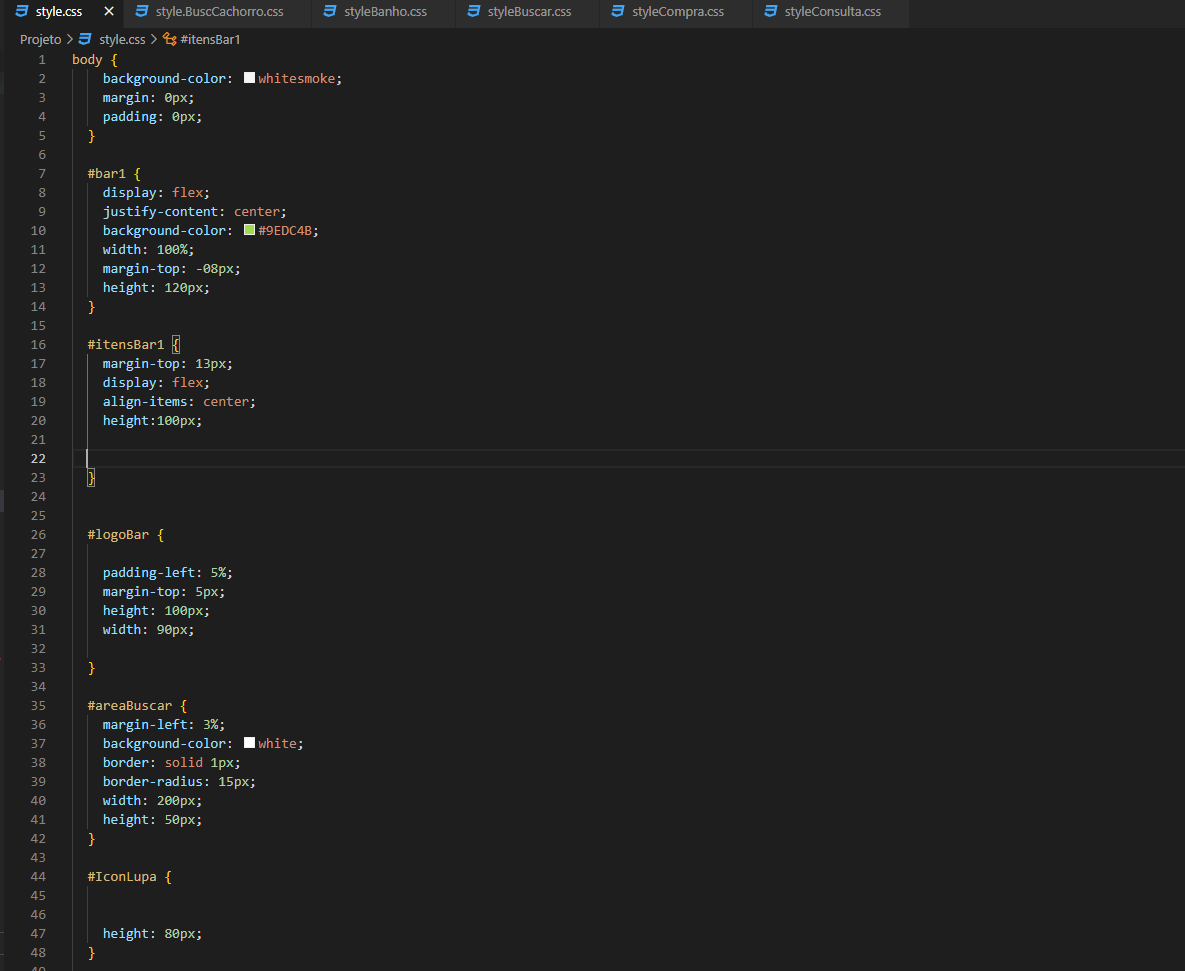 style.css style.BuscCachorro.css styleBanho.css styleBuscar.css styleCompra.css styleConsulta.css
Projeto > style.css > #itensBar1
1 body {
2 background-color: whitesmoke;
3 margin: 0px;
4 padding: 0px;
5 }
6
7 #bar1 {
8 display: flex;
9 justify-content: center;
10 background-color: #9EDC4B;
11 width: 100%;
12 margin-top: -08px;
13 height: 120px;
14 }
15
16 #itensBar1 {
17 margin-top: 13px;
18 display: flex;
19 align-items: center;
20 height:100px;
21
22
23 }
24
25
26 #logoBar {
27
28 padding-left: 5%;
29 margin-top: 5px;
30 height: 100px;
31 width: 90px;
32
33 }
34
35 #areaBuscar {
36 margin-left: 3%;
37 background-color: white;
38 border: solid 1px;
39 border-radius: 15px;
40 width: 200px;
41 height: 50px;
42 }
43
44 #IconLupa {
45
46
47 height: 80px;
48 }
49